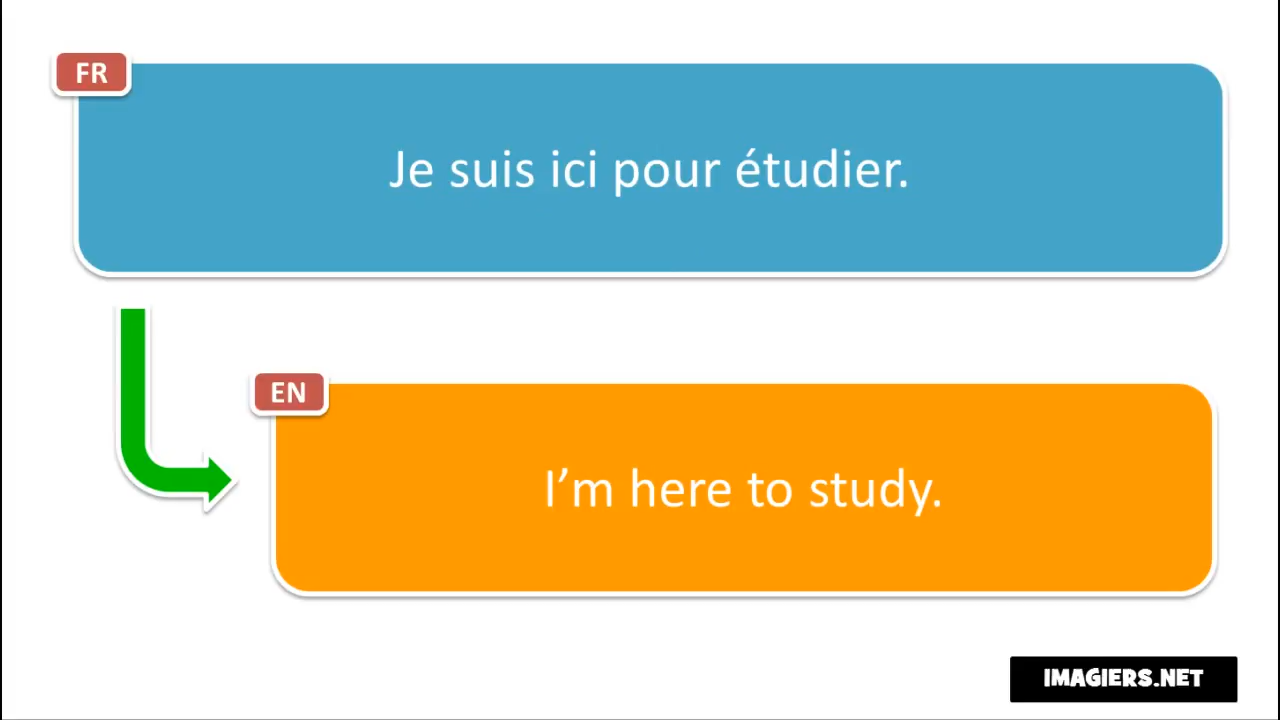 FR
Je suis ici pour étudier.
EN
I’m here to study.
IMAGIERS.NET